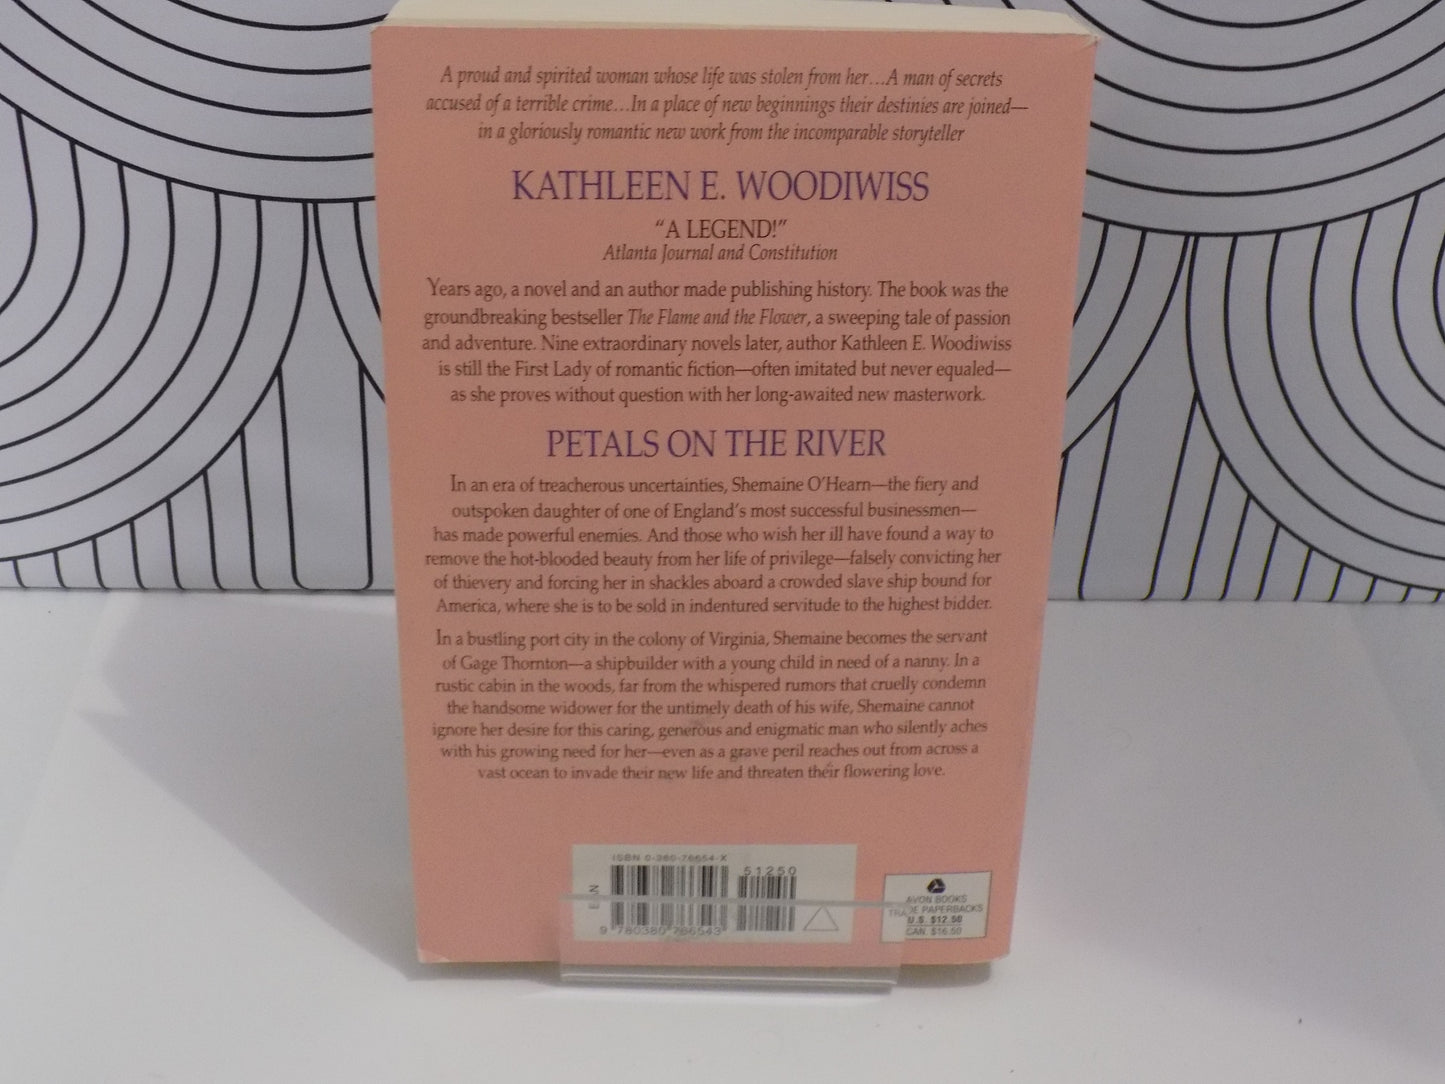 A proud and spirited woman whose life was stolen from her…A man of secrets
accused of a terrible crime…In a place of new beginnings their destinies are joined—
in a gloriously romantic new work from the incomparable storyteller
KATHLEEN E. WOODIWISS
"A LEGEND!"
Atlanta Journal and Constitution
Years ago, a novel and an author made publishing history. The book was the
groundbreaking bestseller The Flame and the Flower, a sweeping tale of passion
and adventure. Nine extraordinary novels later, author Kathleen E. Woodiwiss
is still the First Lady of romantic fiction—often imitated but never equaled—
as she proves without question with her long-awaited new masterwork.
PETALS ON THE RIVER
In an era of treacherous uncertainties, Shemaine O'Hearn—the fiery and
outspoken daughter of one of England's most successful businessmen—
has made powerful enemies. And those who wish her ill have found a way to
remove the hot-blooded beauty from her life of privilege—falsely convicting her
of thievery and forcing her in shackles aboard a crowded slave ship bound for
America, where she is to be sold in indentured servitude to the highest bidder.
In a bustling port city in the colony of Virginia, Shemaine becomes the servant
of Gage Thornton—a shipbuilder with a young child in need of a nanny. In a
rustic cabin in the woods, far from the whispered rumors that cruelly condemn
the handsome widower for the untimely death of his wife, Shemaine cannot
ignore her desire for this caring, generous and enigmatic man who silently aches
with his growing need for her—even as a grave peril reaches out from across a
vast ocean to invade their new life and threaten their flowering love.
ISBN 0-380-76654-X
51250
EAN
9 780380 766543
AVON BOOKS
TRADE PAPERBACKS
U.S. $12.50
CAN. $16.50